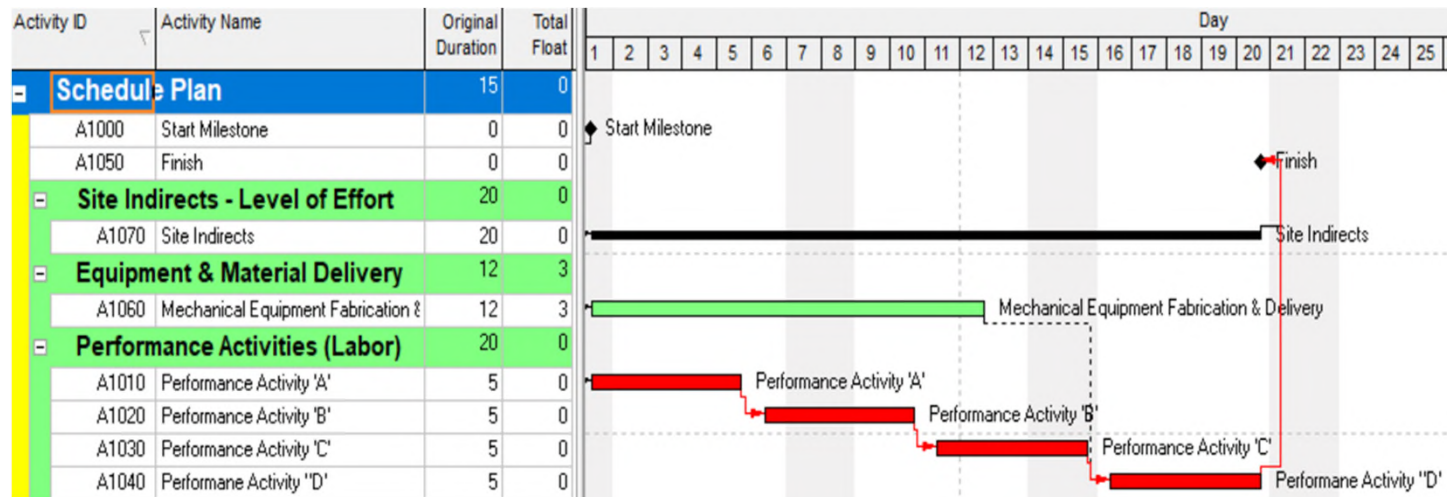 Activity ID Activity Name Original Duration Total Float Day
1 2 3 4 5 6 7 8 9 10 11 12 13 14 15 16 17 18 19 20 21 22 23 24 25
Schedule Plan 15 0
A1000 Start Milestone 0 0 Start Milestone
A1050 Finish 0 0 Finish
Site Indirects - Level of Effort 20 0
A1070 Site Indirects 20 0 Site Indirects
Equipment & Material Delivery 12 3
A1060 Mechanical Equipment Fabrication & 12 3 Mechanical Equipment Fabrication & Delivery
Performance Activities (Labor) 20 0
A1010 Performance Activity 'A' 5 0 Performance Activity 'A'
A1020 Performance Activity 'B' 5 0 Performance Activity 'B'
A1030 Performance Activity 'C' 5 0 Performance Activity 'C'
A1040 Performane Activity "D' 5 0 Performane Activity "D'